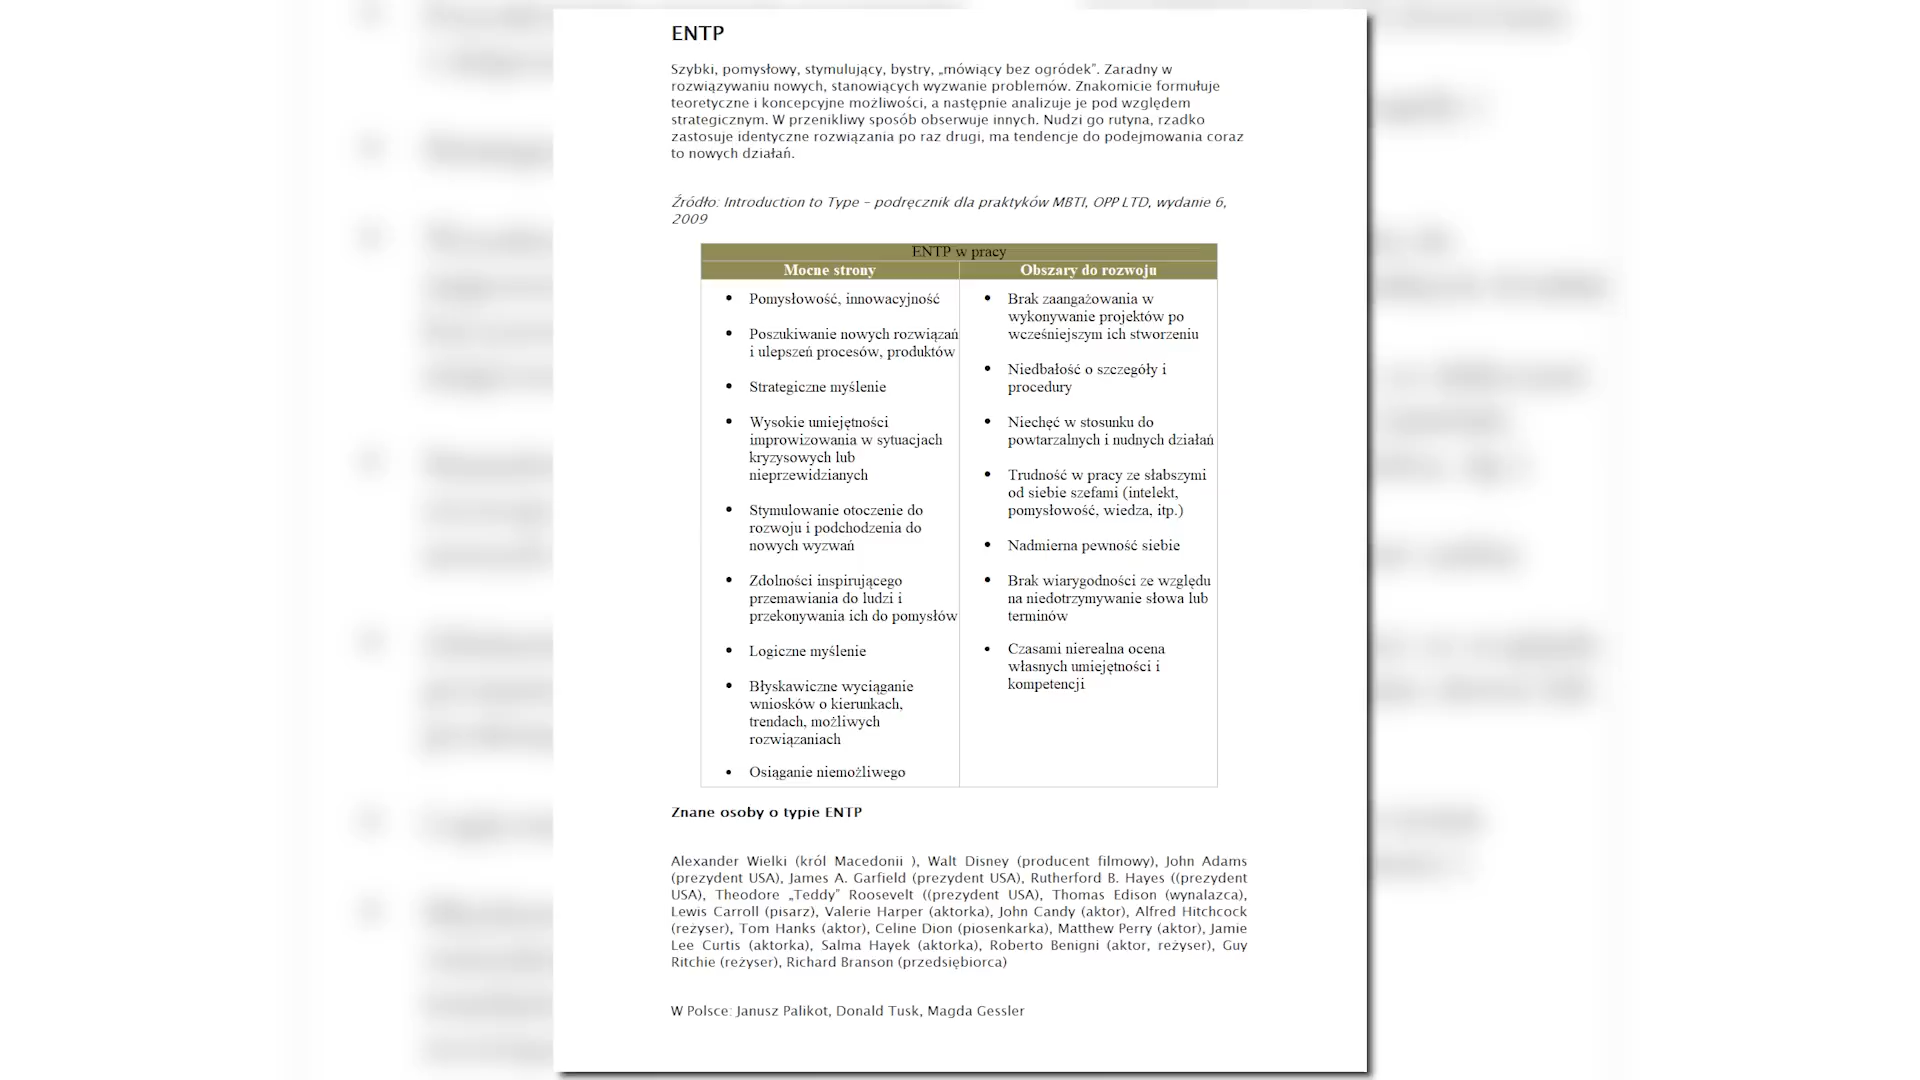 ENTP
Szybki, pomysłowy, stymulujący, bystry, „mówiący bez ogródek”. Zaradny w
rozwiązywaniu nowych, stanowiących wyzwanie problemów. Znakomicie formułuje
teoretyczne i koncepcyjne możliwości, a następnie analizuje je pod względem
strategicznym. W przenikliwy sposób obserwuje innych. Nudzi go rutyna, rzadko
zastosuje identyczne rozwiązania po raz drugi, ma tendencje do podejmowania coraz
to nowych działań.
Źródło: Introduction to Type – podręcznik dla praktyków MBTI, OPP LTD, wydanie 6,
2009
ENTP w pracy
Mocne strony
• Pomysłowość, innowacyjność
• Poszukiwanie nowych rozwiązań
i ulepszeń procesów, produktów
• Strategiczne myślenie
• Wysokie umiejętności
improwizowania w sytuacjach
kryzysowych lub
nieprzewidzianych
• Stymulowanie otoczenie do
rozwoju i podchodzenia do
nowych wyzwań
• Zdolności inspirującego
przemawiania do ludzi i
przekonywania ich do pomysłów
• Logiczne myślenie
• Błyskawiczne wyciąganie
wniosków o kierunkach,
trendach, możliwych
rozwiązaniach
• Osiąganie niemożliwego
Obszary do rozwoju
• Brak zaangażowania w
wykonywanie projektów po
wcześniejszym ich stworzeniu
• Niedbałość o szczegóły i
procedury
• Niechęć w stosunku do
powtarzalnych i nudnych działań
• Trudność w pracy ze słabszymi
od siebie szefami (intelekt,
pomysłowość, wiedza, itp.)
• Nadmierna pewność siebie
• Brak wiarygodności ze względu
na niedotrzymywanie słowa lub
terminów
• Czasami nierealna ocena
własnych umiejętności i
kompetencji
Znane osoby o typie ENTP
Alexander Wielki (król Macedonii ), Walt Disney (producent filmowy), John Adams
(prezydent USA), James A. Garfield (prezydent USA), Rutherford B. Hayes ((prezydent
USA), Theodore „Teddy” Roosevelt ((prezydent USA), Thomas Edison (wynalazca),
Lewis Carroll (pisarz), Valerie Harper (aktorka), John Candy (aktor), Alfred Hitchcock
(reżyser), Tom Hanks (aktor), Celine Dion (piosenkarka), Matthew Perry (aktor), Jamie
Lee Curtis (aktorka), Salma Hayek (aktorka), Roberto Benigni (aktor, reżyser), Guy
Ritchie (reżyser), Richard Branson (przedsiębiorca)
W Polsce: Janusz Palikot, Donald Tusk, Magda Gessler